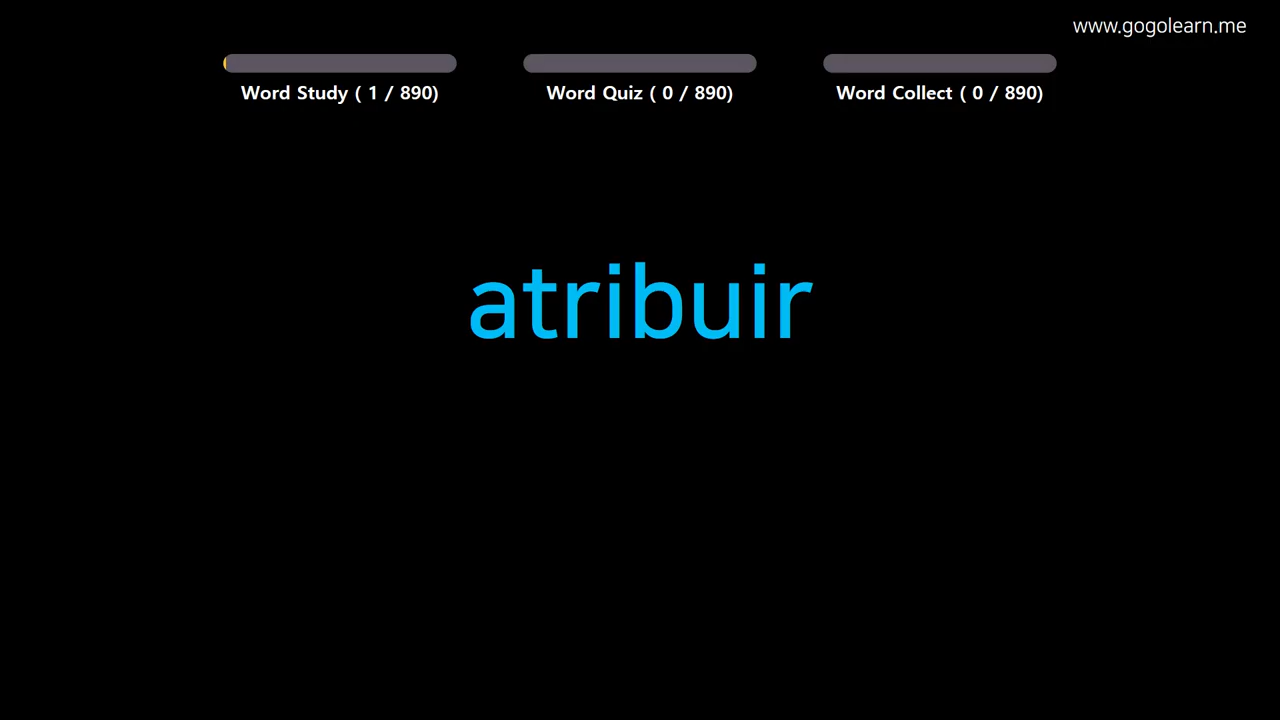 www.gogolearn.me
Word Study ( 1 / 890)
Word Quiz ( 0 / 890)
Word Collect ( 0 / 890)
atribuir